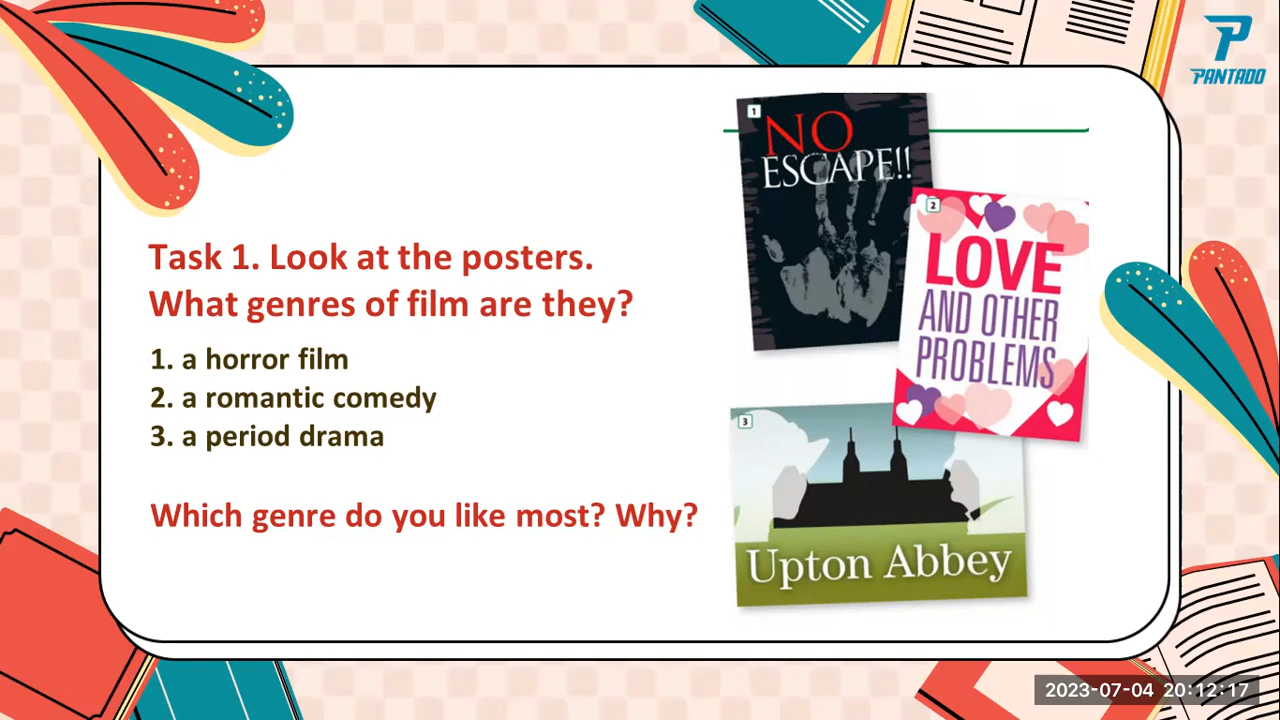 PANTADO
Task 1. Look at the posters.
What genres of film are they?
1. a horror film
2. a romantic comedy
3. a period drama
Which genre do you like most? Why?
1
NO
ESCAPE!!
2
LOVE
AND OTHER
PROBLEMS
3
Upton Abbey
2023-07-04 20:12:17